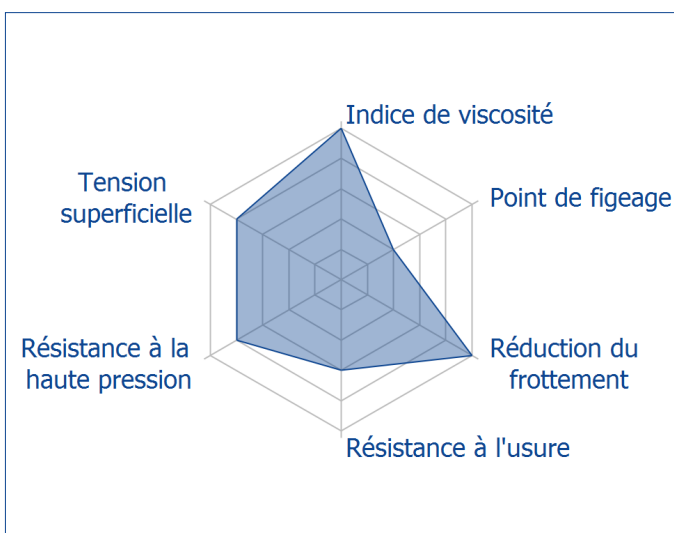 Indice de viscosité
Point de figeage
Réduction du
frottement
Résistance à l'usure
Résistance à la
haute pression
Tension
superficielle